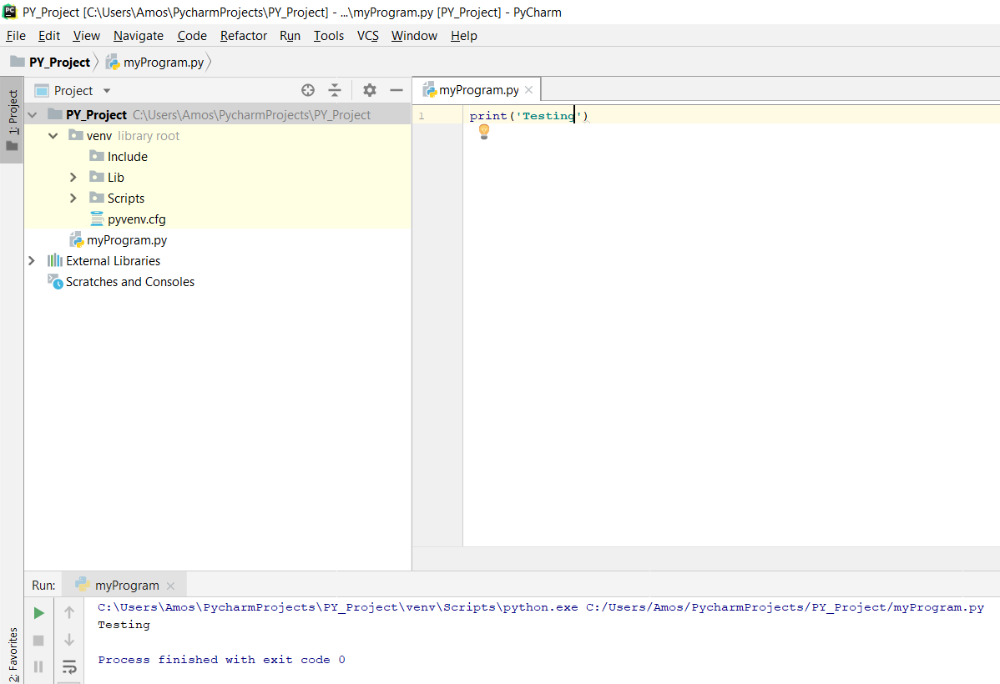 PY_Project [C:\Users\Amos\PycharmProjects\PY_Project] - ...\myProgram.py [PY_Project] - PyCharm
File Edit View Navigate Code Refactor Run Tools VCS Window Help
PY_Project myProgram.py
1: Project
Project
PY_Project C:\Users\Amos\PycharmProjects\PY_Project
venv library root
Include
Lib
Scripts
pyvenv.cfg
myProgram.py
External Libraries
Scratches and Consoles
myProgram.py
1 print('Testing')
2: Favorites
Run: myProgram
C:\Users\Amos\PycharmProjects\PY_Project\venv\Scripts\python.exe C:/Users/Amos/PycharmProjects/PY_Project/myProgram.py
Testing
Process finished with exit code 0